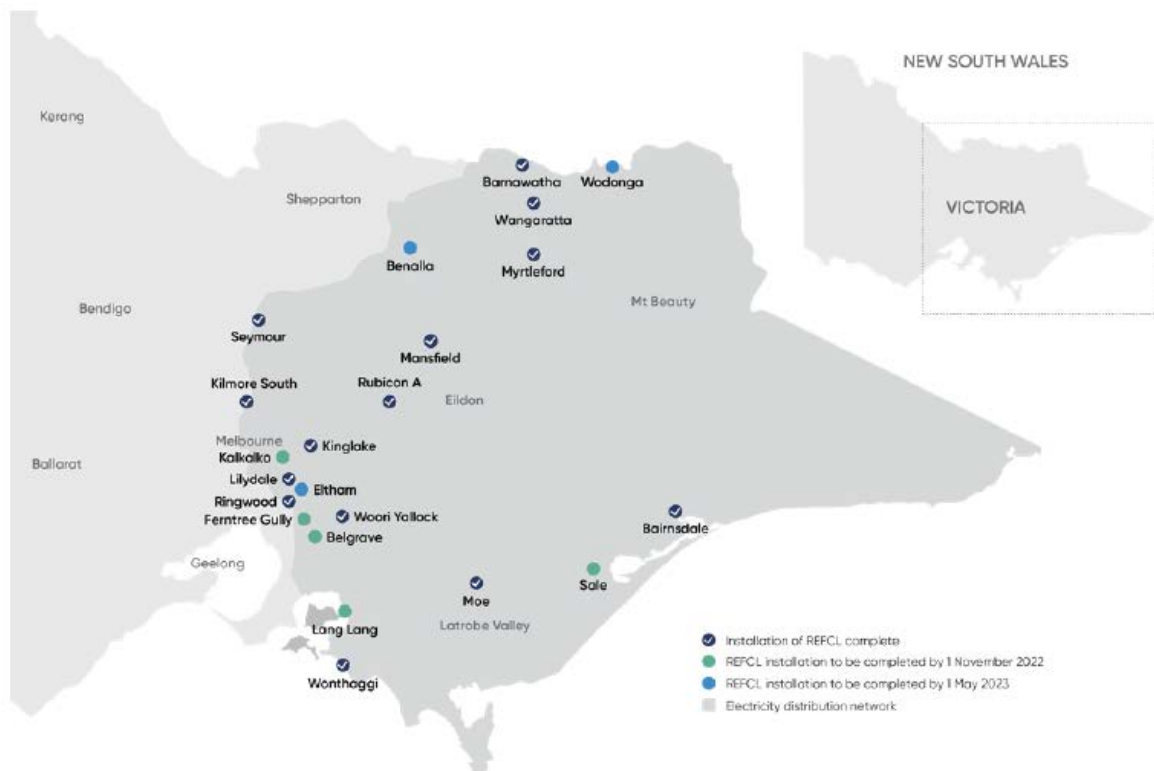 NEW SOUTH WALES
VICTORIA
Kerang
Barnawatha
Wodonga
Shepparton
Wangaratta
Benalla
Myrtleford
Mt Beauty
Bendigo
Seymour
Mansfield
Kilmore South
Rubicon A
Eildon
Melbourne
Kinglake
Kalkalko
Ballarat
Lilydale
Eltham
Ringwood
Ferntree Gully
Woori Yallock
Belgrave
Bairnsdale
Geelong
Sale
Moe
Lang Lang
Latrobe Valley
Wonthaggi
Installation of REFCL complete
REFCL installation to be completed by 1 November 2022
REFCL installation to be completed by 1 May 2023
Electricity distribution network